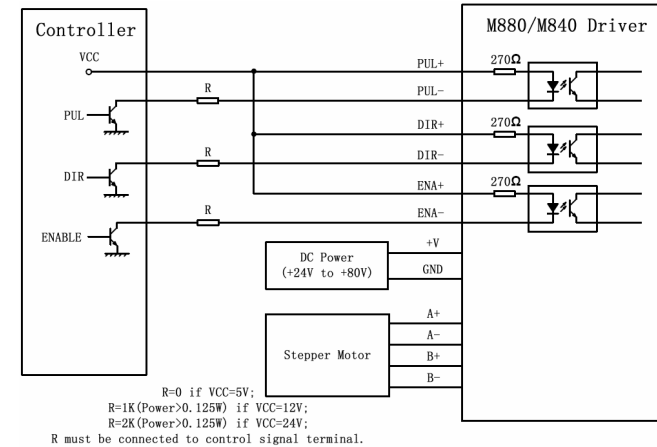 Controller
M880/M840 Driver
VCC
270Ω
PUL+
R
PUL-
PUL
270Ω
DIR+
R
DIR-
DIR
270Ω
ENA+
R
ENA-
ENABLE
+V
DC Power
(+24V to +80V)
GND
A+
A-
Stepper Motor
B+
B-
R=0 if VCC=5V;
R=1K(Power>0.125W) if VCC=12V;
R=2K(Power>0.125W) if VCC=24V;
R must be connected to control signal terminal.